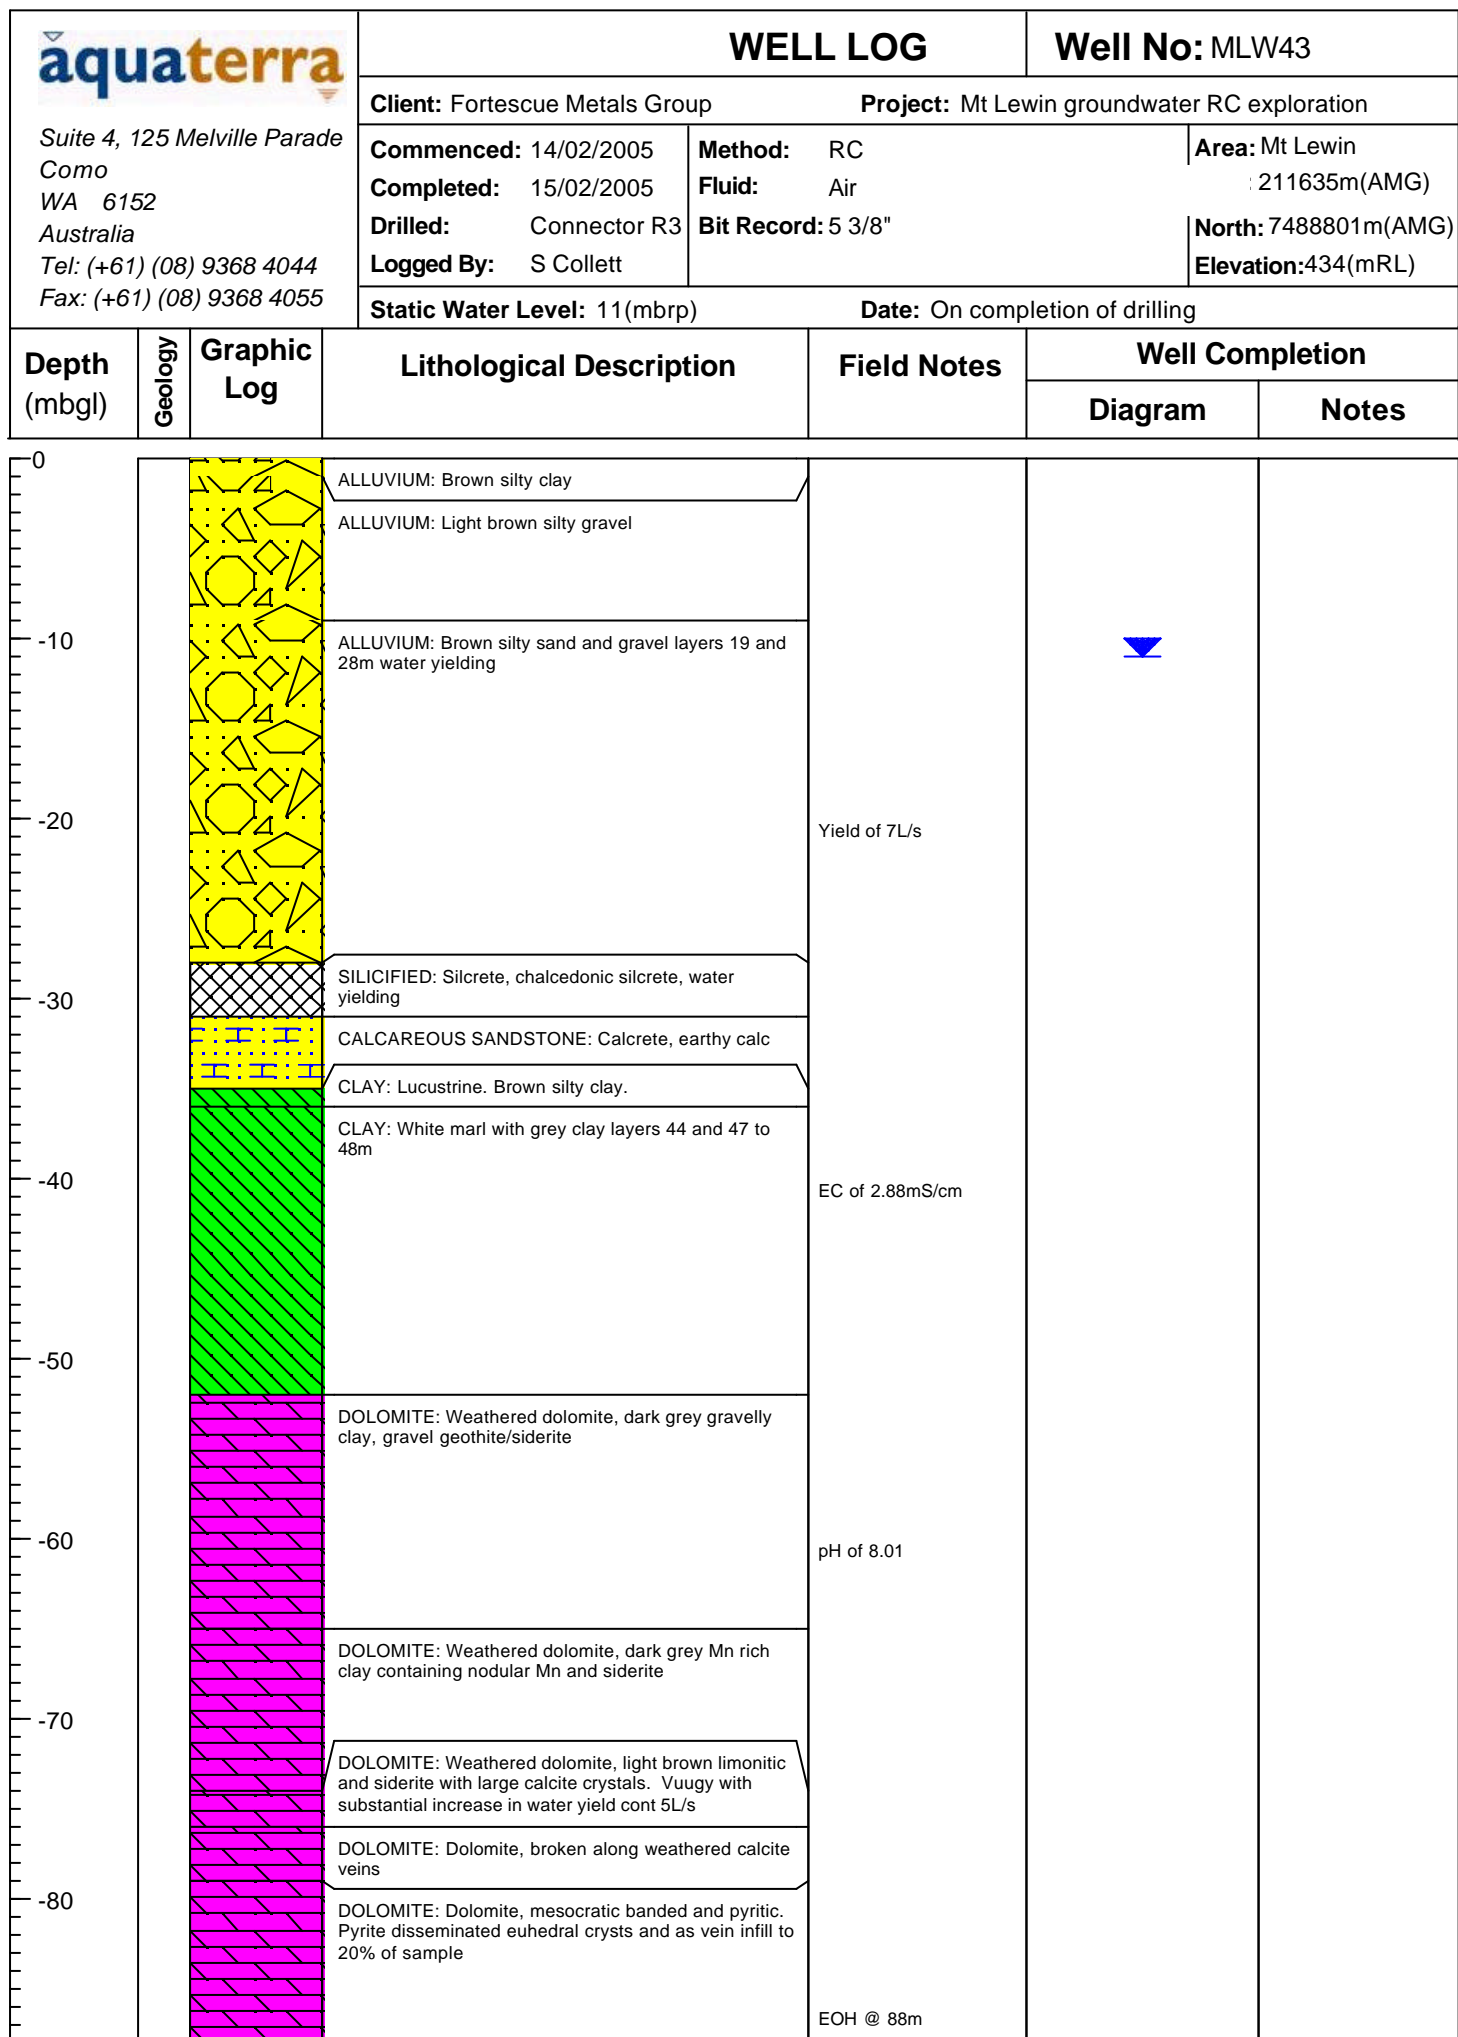 aquaterra
Suite 4, 125 Melville Parade
Como
WA 6152
Australia
Tel: (+61) (08) 9368 4044
Fax: (+61) (08) 9368 4055
WELL LOG
Well No: MLW43
Client: Fortescue Metals Group
Project: Mt Lewin groundwater RC exploration
Commenced: 14/02/2005
Completed: 15/02/2005
Drilled: Connector R3
Logged By: S Collett
Method: RC
Fluid: Air
Bit Record: 5 3/8"
Area: Mt Lewin
: 211635m(AMG)
North: 7488801m(AMG)
Elevation: 434(mRL)
Static Water Level: 11(mbrp)
Date: On completion of drilling
Depth
(mbgl)
Geology
Graphic
Log
Lithological Description
Field Notes
Well Completion
Diagram
Notes
0
ALLUVIUM: Brown silty clay
ALLUVIUM: Light brown silty gravel
-10
ALLUVIUM: Brown silty sand and gravel layers 19 and
28m water yielding
-20
Yield of 7L/s
SILICIFIED: Silcrete, chalcedonic silcrete, water
yielding
-30
CALCAREOUS SANDSTONE: Calcrete, earthy calc
CLAY: Lucustrine. Brown silty clay.
CLAY: White marl with grey clay layers 44 and 47 to
48m
-40
EC of 2.88mS/cm
-50
DOLOMITE: Weathered dolomite, dark grey gravelly
clay, gravel geothite/siderite
-60
pH of 8.01
DOLOMITE: Weathered dolomite, dark grey Mn rich
clay containing nodular Mn and siderite
-70
DOLOMITE: Weathered dolomite, light brown limonitic
and siderite with large calcite crystals. Vuugy with
substantial increase in water yield cont 5L/s
DOLOMITE: Dolomite, broken along weathered calcite
veins
-80
DOLOMITE: Dolomite, mesocratic banded and pyritic.
Pyrite disseminated euhedral crysts and as vein infill to
20% of sample
EOH @ 88m